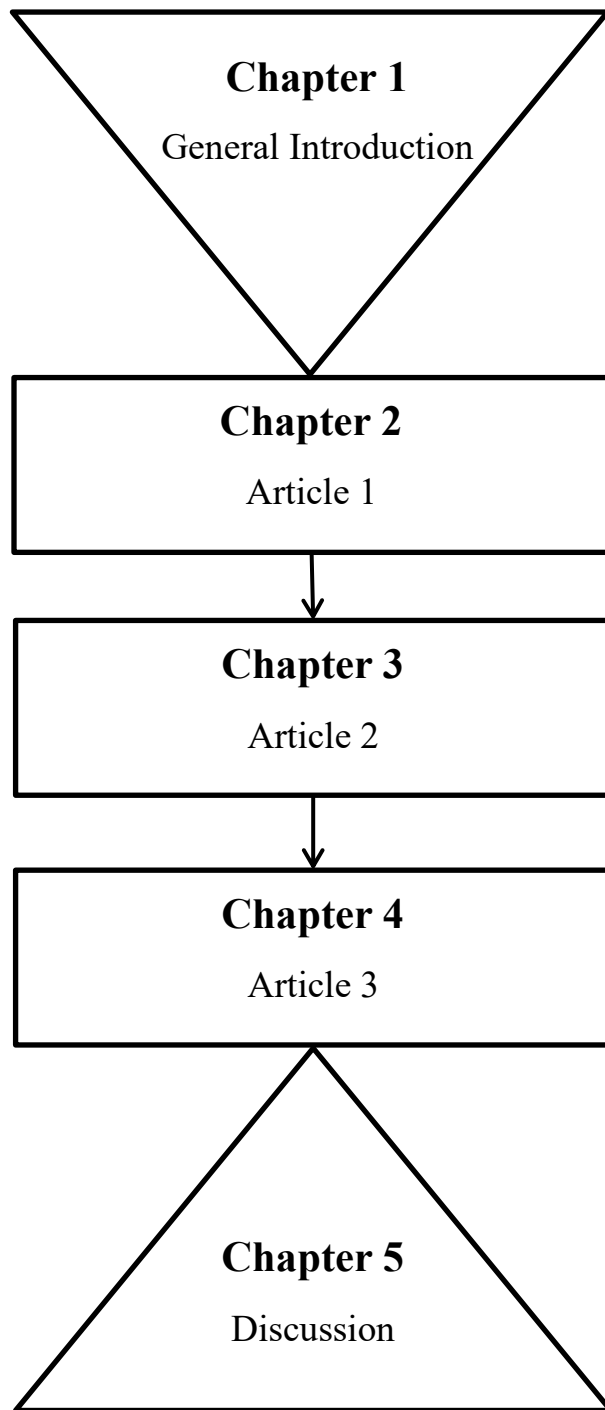 Chapter 1
General Introduction
Chapter 2
Article 1
Chapter 3
Article 2
Chapter 4
Article 3
Chapter 5
Discussion